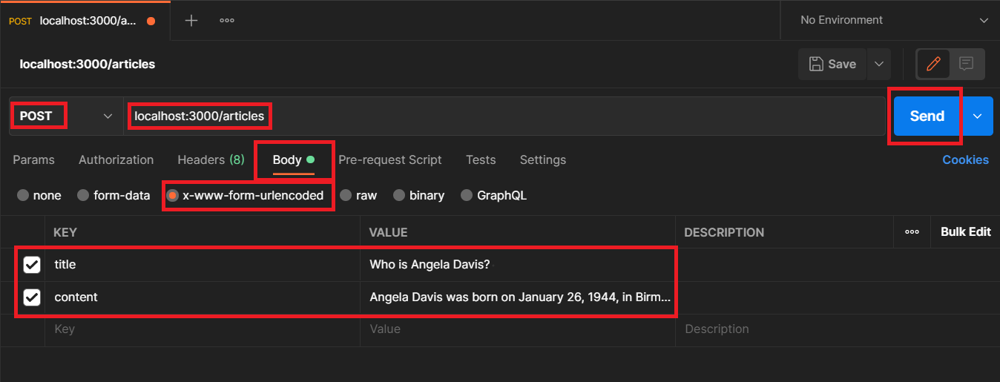 POST localhost:3000/a... No Environment
localhost:3000/articles Save
POST localhost:3000/articles Send
Params Authorization Headers (8) Body Pre-request Script Tests Settings Cookies
none form-data x-www-form-urlencoded raw binary GraphQL
KEY VALUE DESCRIPTION Bulk Edit
title Who is Angela Davis?
content Angela Davis was born on January 26, 1944, in Birm...
Key Value Description